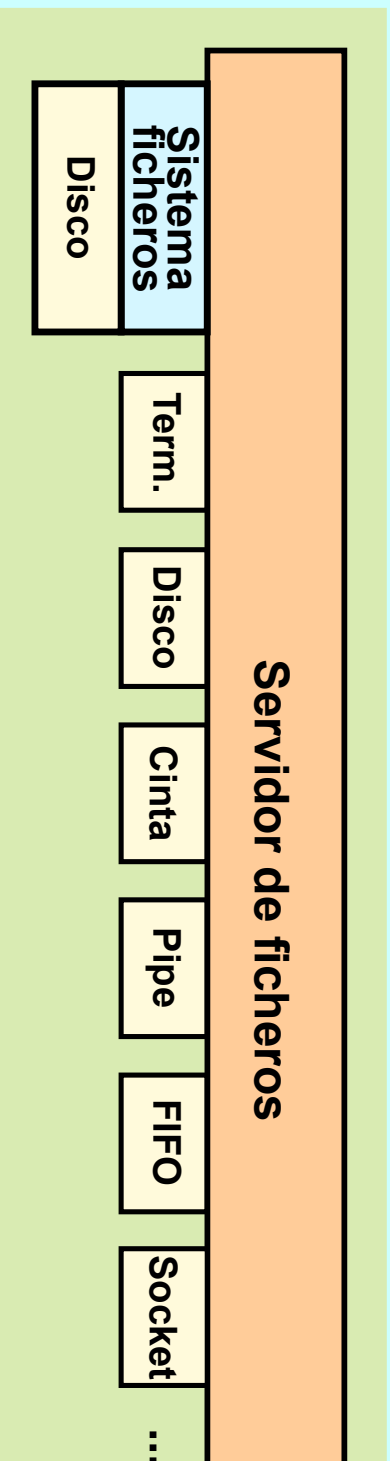 Servidor de ficheros
Sistema
ficheros
Disco
Term.
Disco
Cinta
Pipe
FIFO
Socket
...